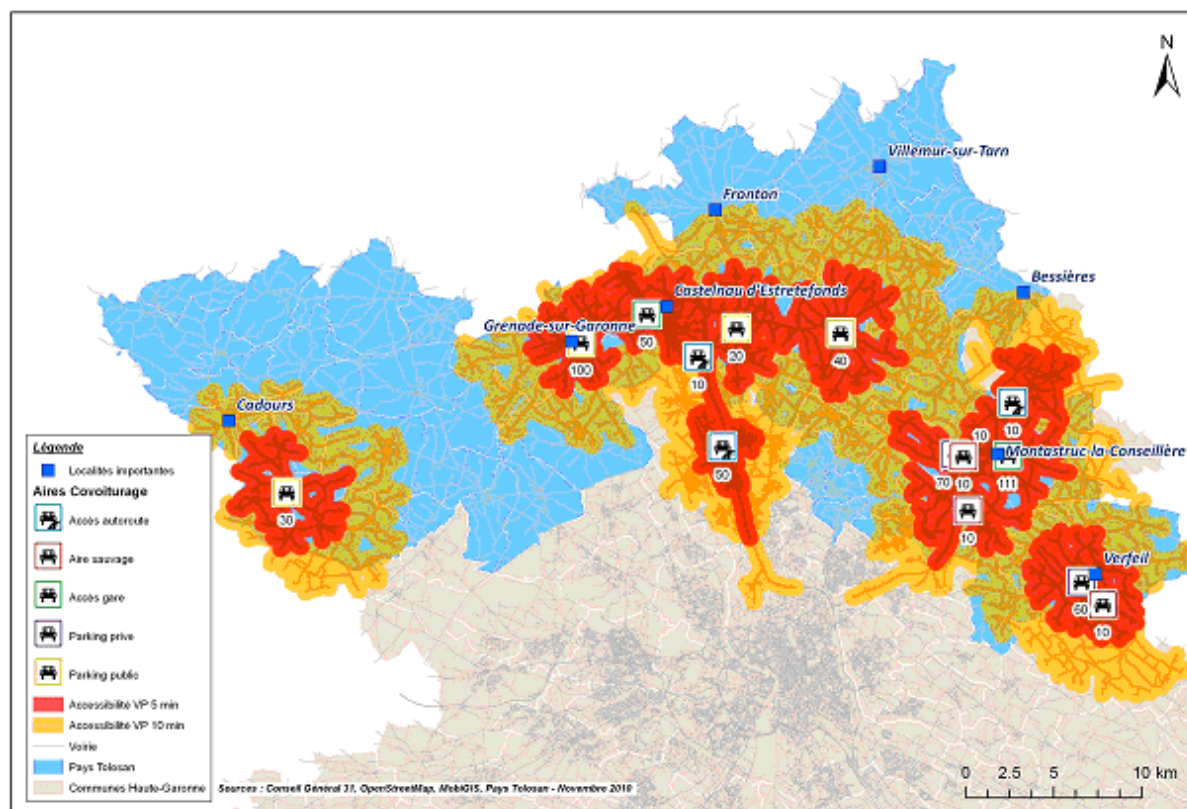 N
Villemur-sur-Tarn
Fronton
Bessières
Castelnau d'Estretefonds
Grenade-sur-Garonne
50
20
100
10
40
Cadours
10
10
50
Montastruc-la-Conseillère
70
10
111
30
10
Verfeil
60
10
Légende
Localités importantes
Aires Covoiturage
Accès autoroute
Aire sauvage
Accès gare
Parking prive
Parking public
Accessibilité VP 5 min
Accessibilité VP 10 min
Voirie
Pays Tolosan
Communes Haute-Garonne
Sources : Conseil Général 31, OpenStreetMap, MobiGIS, Pays Tolosan - Novembre 2010
0 2.5 5 10 km